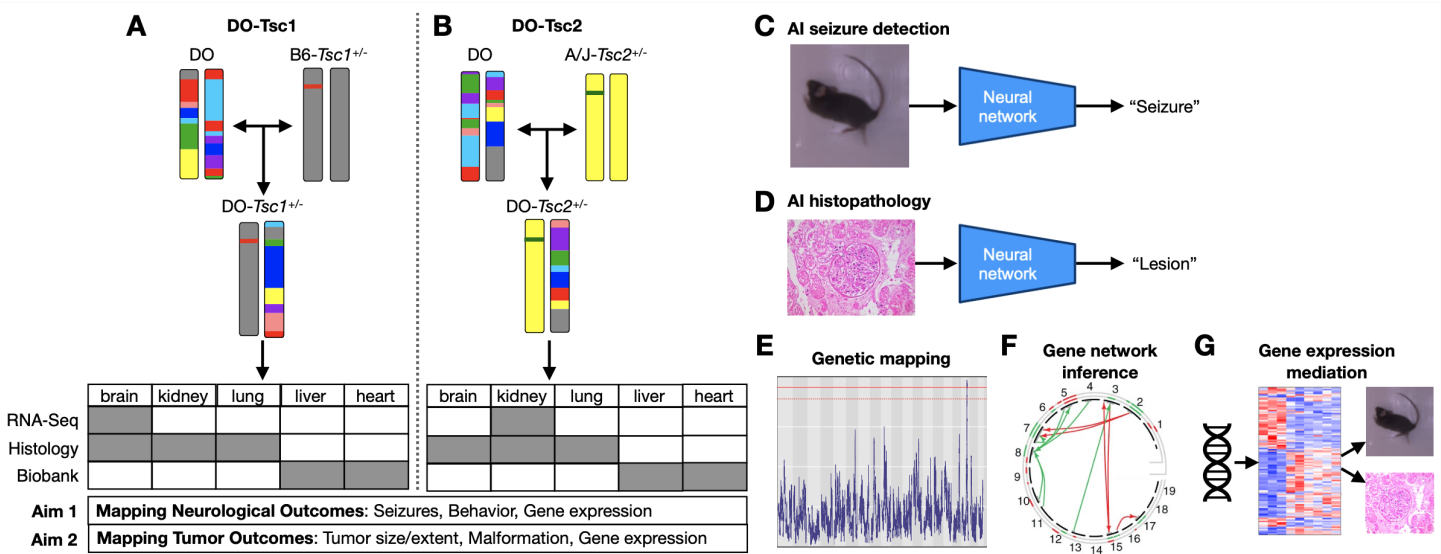 A
DO-Tsc1
DO
B6-Tsc1+/-
DO-Tsc1+/-
B
DO-Tsc2
DO
A/J-Tsc2+/-
DO-Tsc2+/-
brain kidney lung liver heart
brain kidney lung liver heart
RNA-Seq
Histology
Biobank
Aim 1 Mapping Neurological Outcomes: Seizures, Behavior, Gene expression
Aim 2 Mapping Tumor Outcomes: Tumor size/extent, Malformation, Gene expression
C AI seizure detection
Neural
network
“Seizure”
D AI histopathology
Neural
network
“Lesion”
E
Genetic mapping
F
Gene network
inference
1
2
3
4
5
6
7
8
9
10
11
12
13
14
15
16
17
18
19
G
Gene expression
mediation